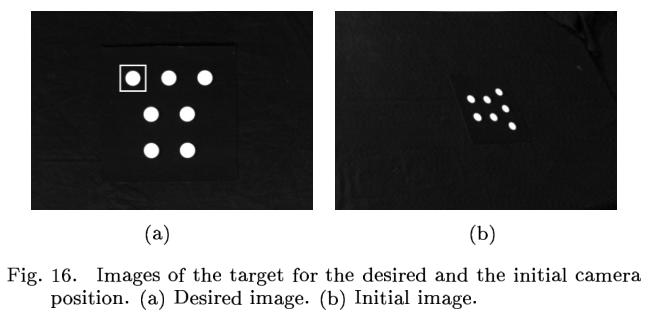 (a)
(b)
Fig. 16. Images of the target for the desired and the initial camera
position. (a) Desired image. (b) Initial image.